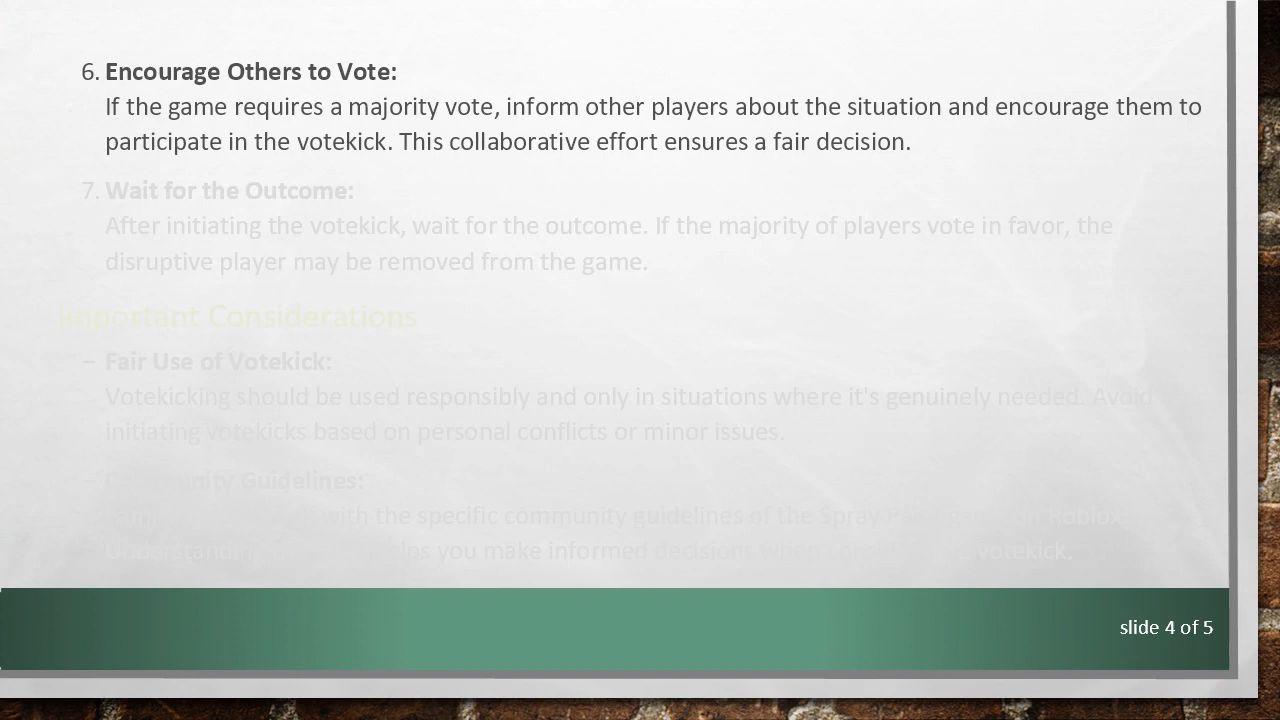 6. Encourage Others to Vote:
If the game requires a majority vote, inform other players about the situation and encourage them to
participate in the votekick. This collaborative effort ensures a fair decision.
7. Wait for the Outcome:
After initiating the votekick, wait for the outcome. If the majority of players vote in favor, the
disruptive player may be removed from the game.
Important Considerations
– Fair Use of Votekick:
Votekicking should be used responsibly and only in situations where it's genuinely needed. Avoid
initiating votekicks based on personal conflicts or minor issues.
– Community Guidelines:
with the specific community guidelines of the Spray Paint Roblox.
Understanding helps you make informed decisions when votekick.
slide 4 of 5